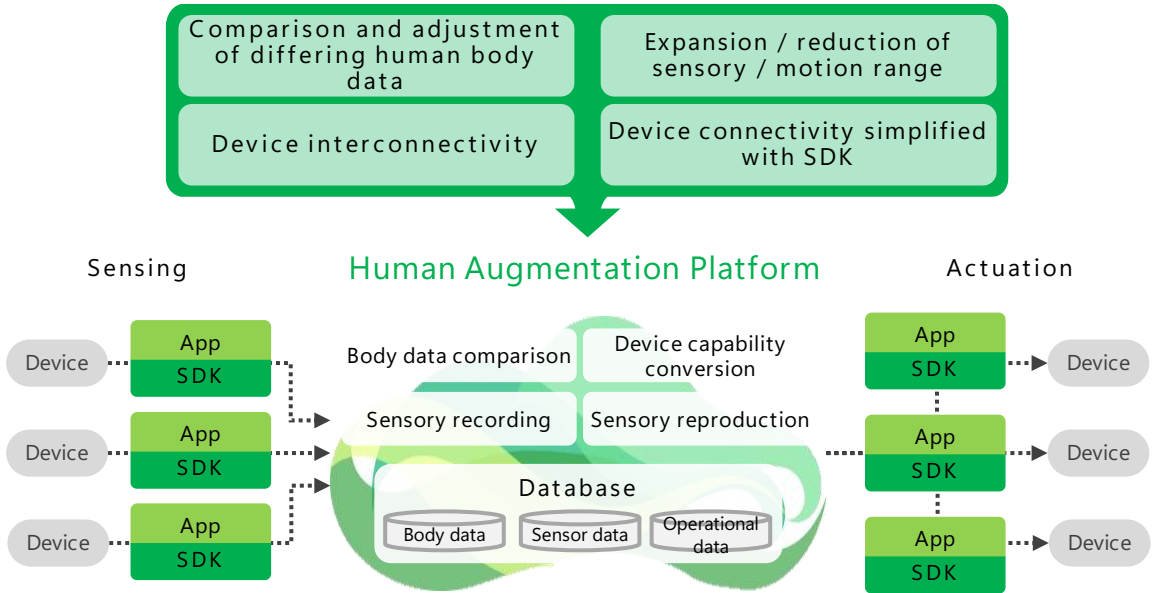 Comparison and adjustment
of differing human body
data
Expansion / reduction of
sensory / motion range
Device interconnectivity
Device connectivity simplified
with SDK
Sensing
Human Augmentation Platform
Actuation
Device
App
SDK
Device
App
SDK
Device
App
SDK
Body data comparison
Device capability
conversion
Sensory recording
Sensory reproduction
Database
Body data
Sensor data
Operational
data
App
SDK
Device
App
SDK
Device
App
SDK
Device